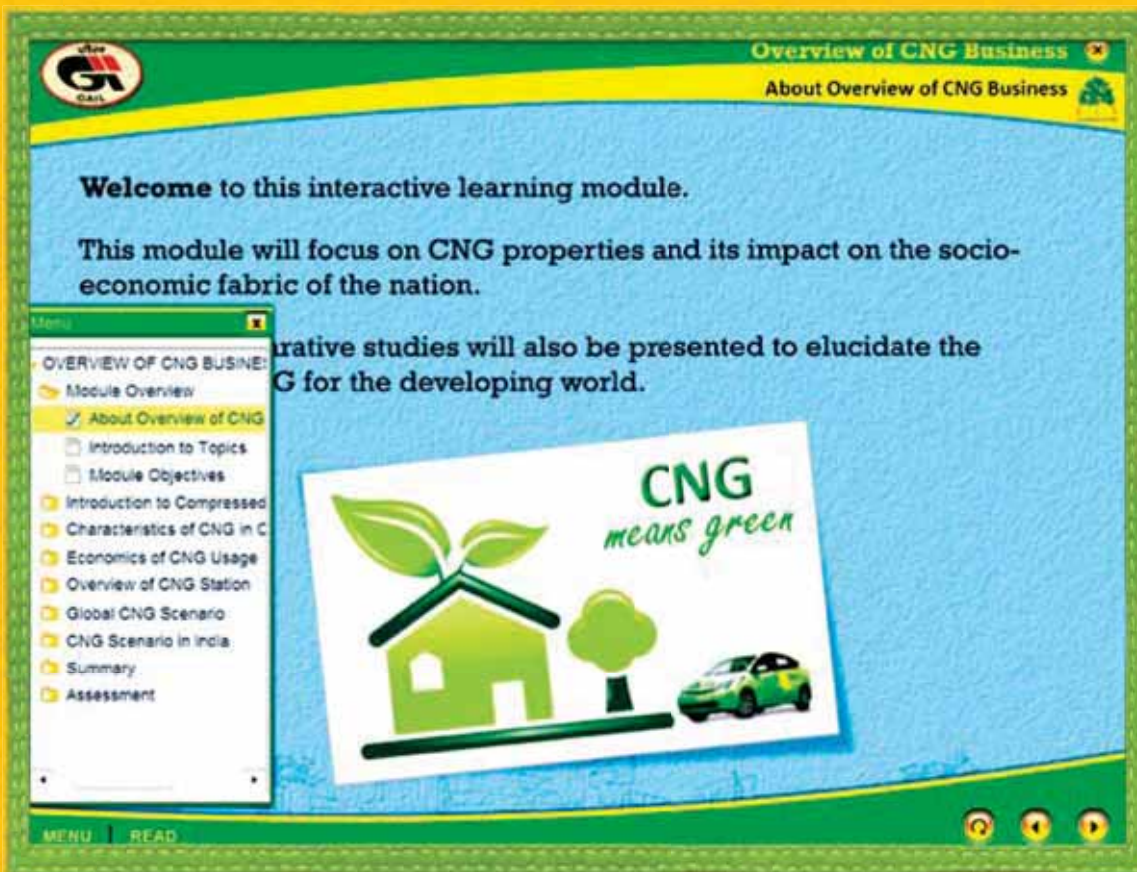 गेल
GAIL
Overview of CNG Business
About Overview of CNG Business
Welcome to this interactive learning module.
This module will focus on CNG properties and its impact on the socio-
economic fabric of the nation.
rative studies will also be presented to elucidate the
G for the developing world.
Menu
OVERVIEW OF CNG BUSINE
Module Overview
About Overview of CNG
Introduction to Topics
Module Objectives
Introduction to Compressed
Characteristics of CNG in C
Economics of CNG Usage
Overview of CNG Station
Global CNG Scenario
CNG Scenario in India
Summary
Assessment
CNG
means green
MENU | READ